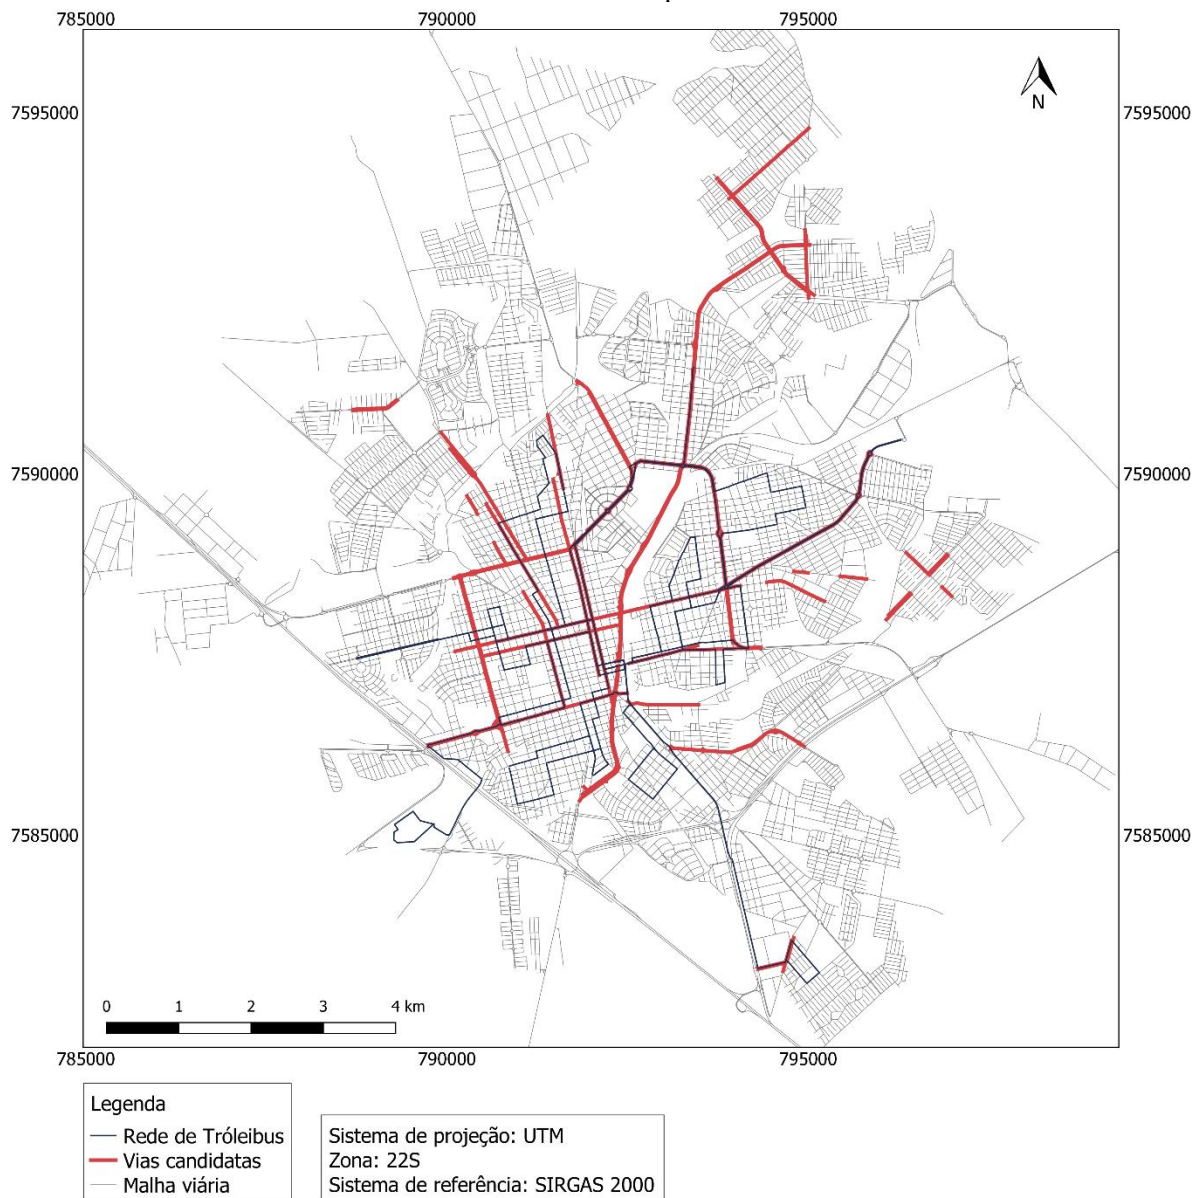 785000 790000 795000
7595000 7595000
N
7590000 7590000
7585000 7585000
0 1 2 3 4 km
785000 790000 795000
Legenda
Rede de Tróleibus
Vias candidatas
Malha viária
Sistema de projeção: UTM
Zona: 22S
Sistema de referência: SIRGAS 2000